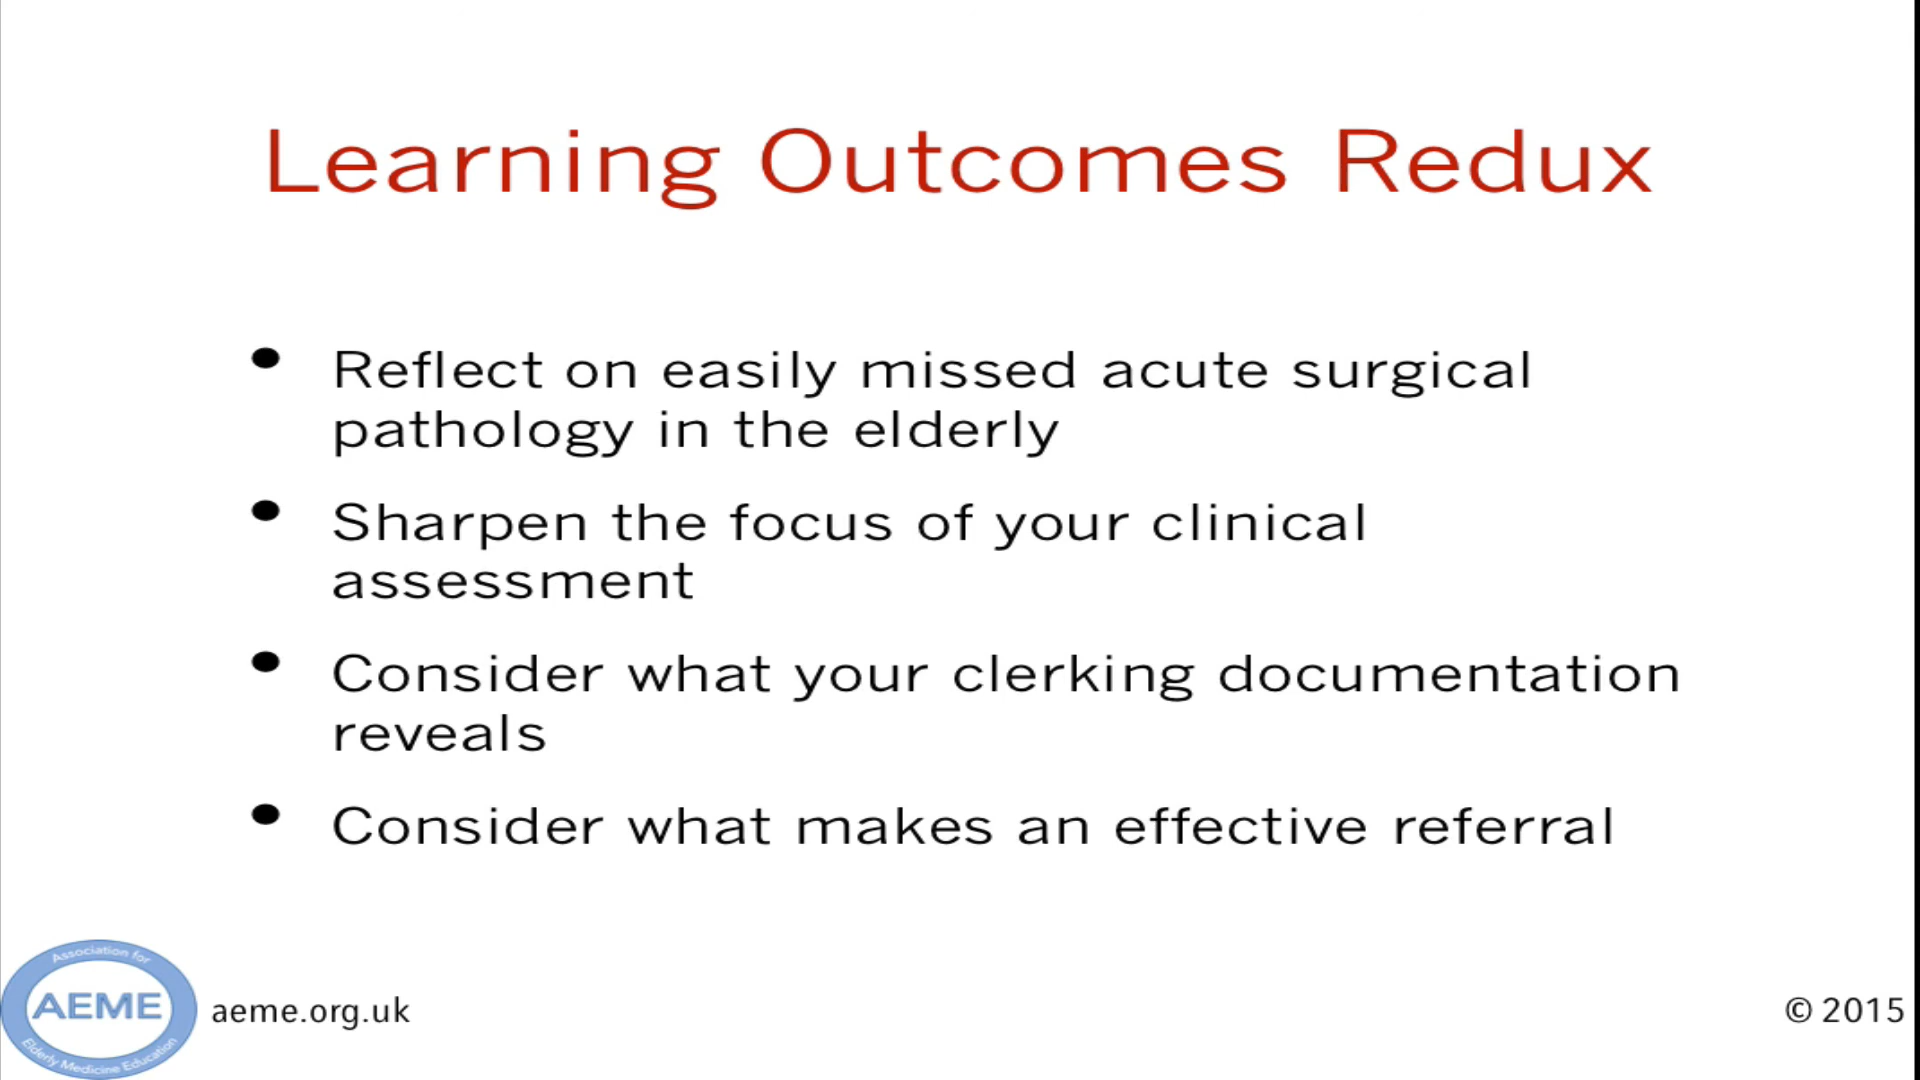 Learning Outcomes Redux
• Reflect on easily missed acute surgical
pathology in the elderly
• Sharpen the focus of your clinical
assessment
• Consider what your clerking documentation
reveals
• Consider what makes an effective referral
Association for
AEME
Elderly Medicine Education
aeme.org.uk
© 2015